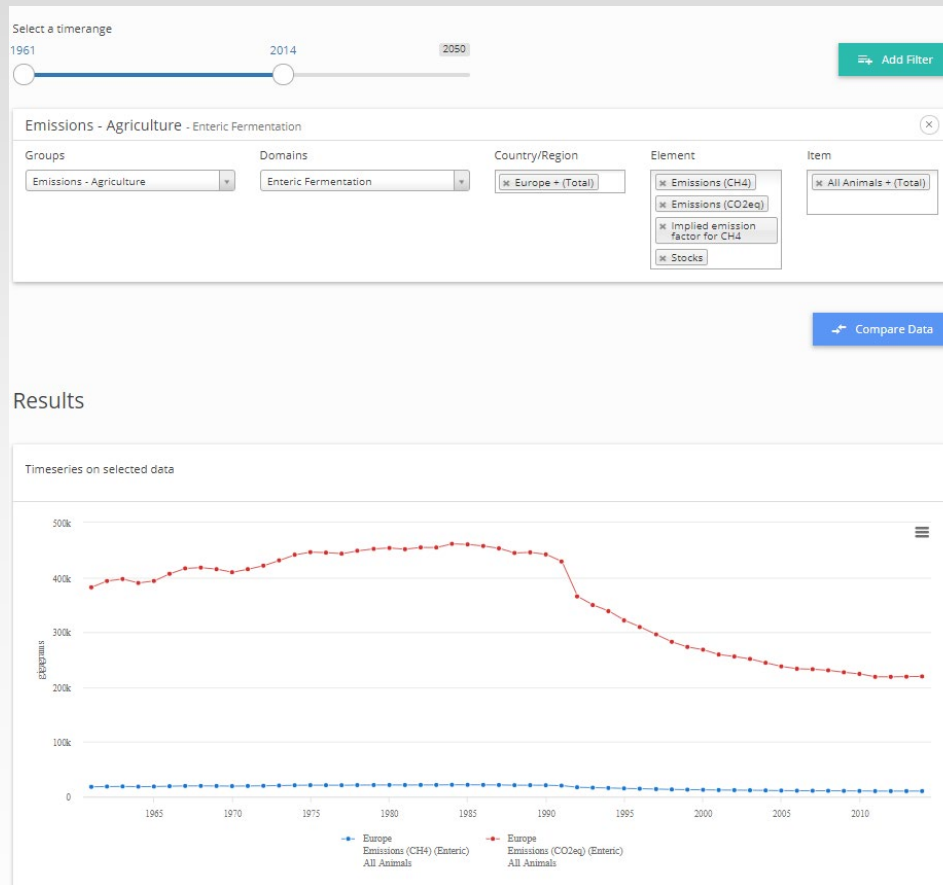 Select a timerange
1961 2014 2050
Add Filter
Emissions - Agriculture - Enteric Fermentation
Groups Domains Country/Region Element Item
Emissions - Agriculture Enteric Fermentation × Europe + (Total) × Emissions (CH4) × All Animals + (Total)
× Emissions (CO2eq)
× Implied emission
factor for CH4
× Stocks
Compare Data
Results
Timeseries on selected data
500k
400k
300k
200k
100k
0
gigagrams
1965 1970 1975 1980 1985 1990 1995 2000 2005 2010
Europe Europe
Emissions (CH4) (Enteric) Emissions (CO2eq) (Enteric)
All Animals All Animals